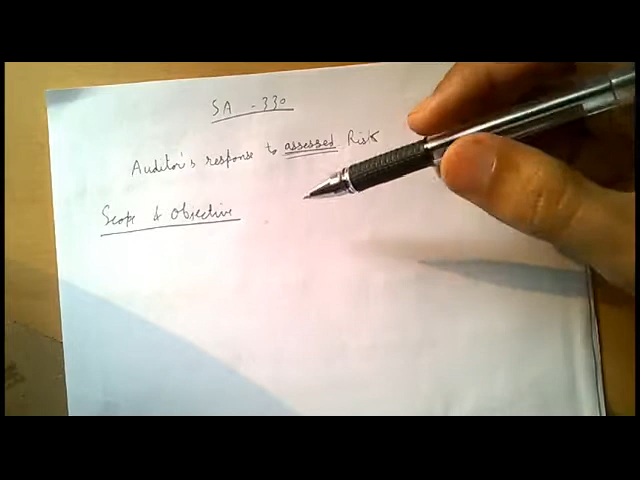 SA - 330
Auditor's response to assessed Risk
Scope & Objective